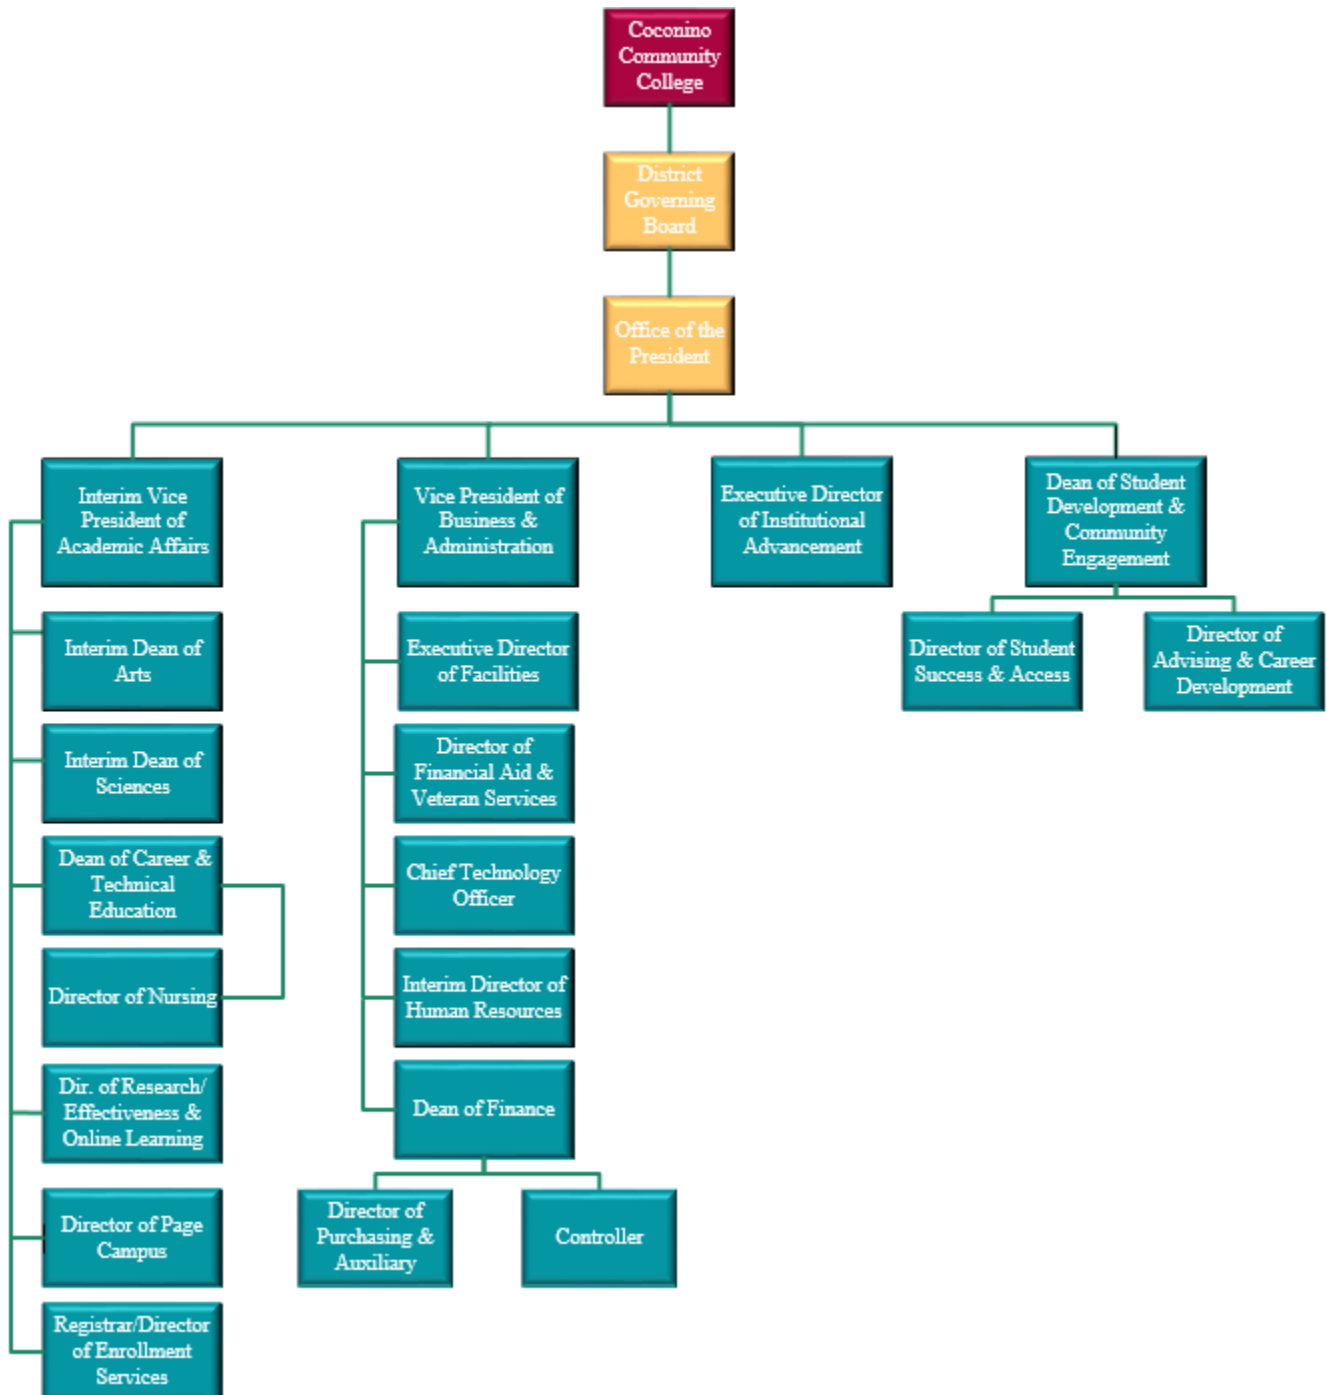 Coconino
Community
College
District
Governing
Board
Office of the
President
Interim Vice
President of
Academic Affairs
Vice President of
Business &
Administration
Executive Director
of Institutional
Advancement
Dean of Student
Development &
Community
Engagement
Interim Dean of
Arts
Interim Dean of
Sciences
Dean of Career &
Technical
Education
Director of Nursing
Dir. of Research/
Effectiveness &
Online Learning
Director of Page
Campus
Registrar/Director
of Enrollment
Services
Executive Director
of Facilities
Director of
Financial Aid &
Veteran Services
Chief Technology
Officer
Interim Director of
Human Resources
Dean of Finance
Director of
Purchasing &
Auxiliary
Controller
Director of Student
Success & Access
Director of
Advising & Career
Development